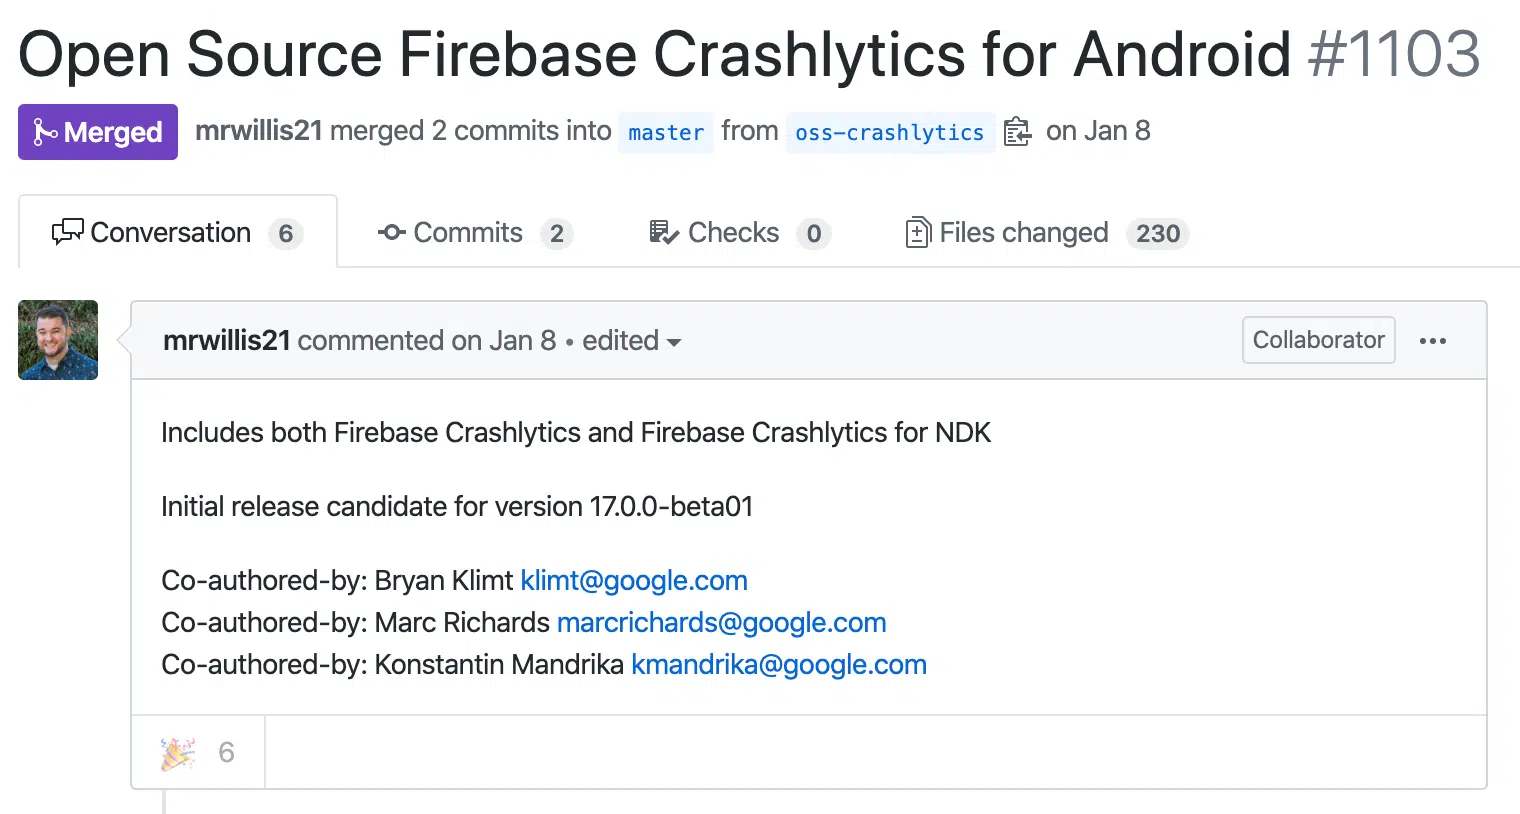 Open Source Firebase Crashlytics for Android #1103
Merged mrwillis21 merged 2 commits into master from oss-crashlytics on Jan 8
Conversation 6 Commits 2 Checks 0 Files changed 230
mrwillis21 commented on Jan 8 • edited Collaborator ...
Includes both Firebase Crashlytics and Firebase Crashlytics for NDK
Initial release candidate for version 17.0.0-beta01
Co-authored-by: Bryan Klimt klimt@google.com
Co-authored-by: Marc Richards marcrichards@google.com
Co-authored-by: Konstantin Mandrika kmandrika@google.com
6